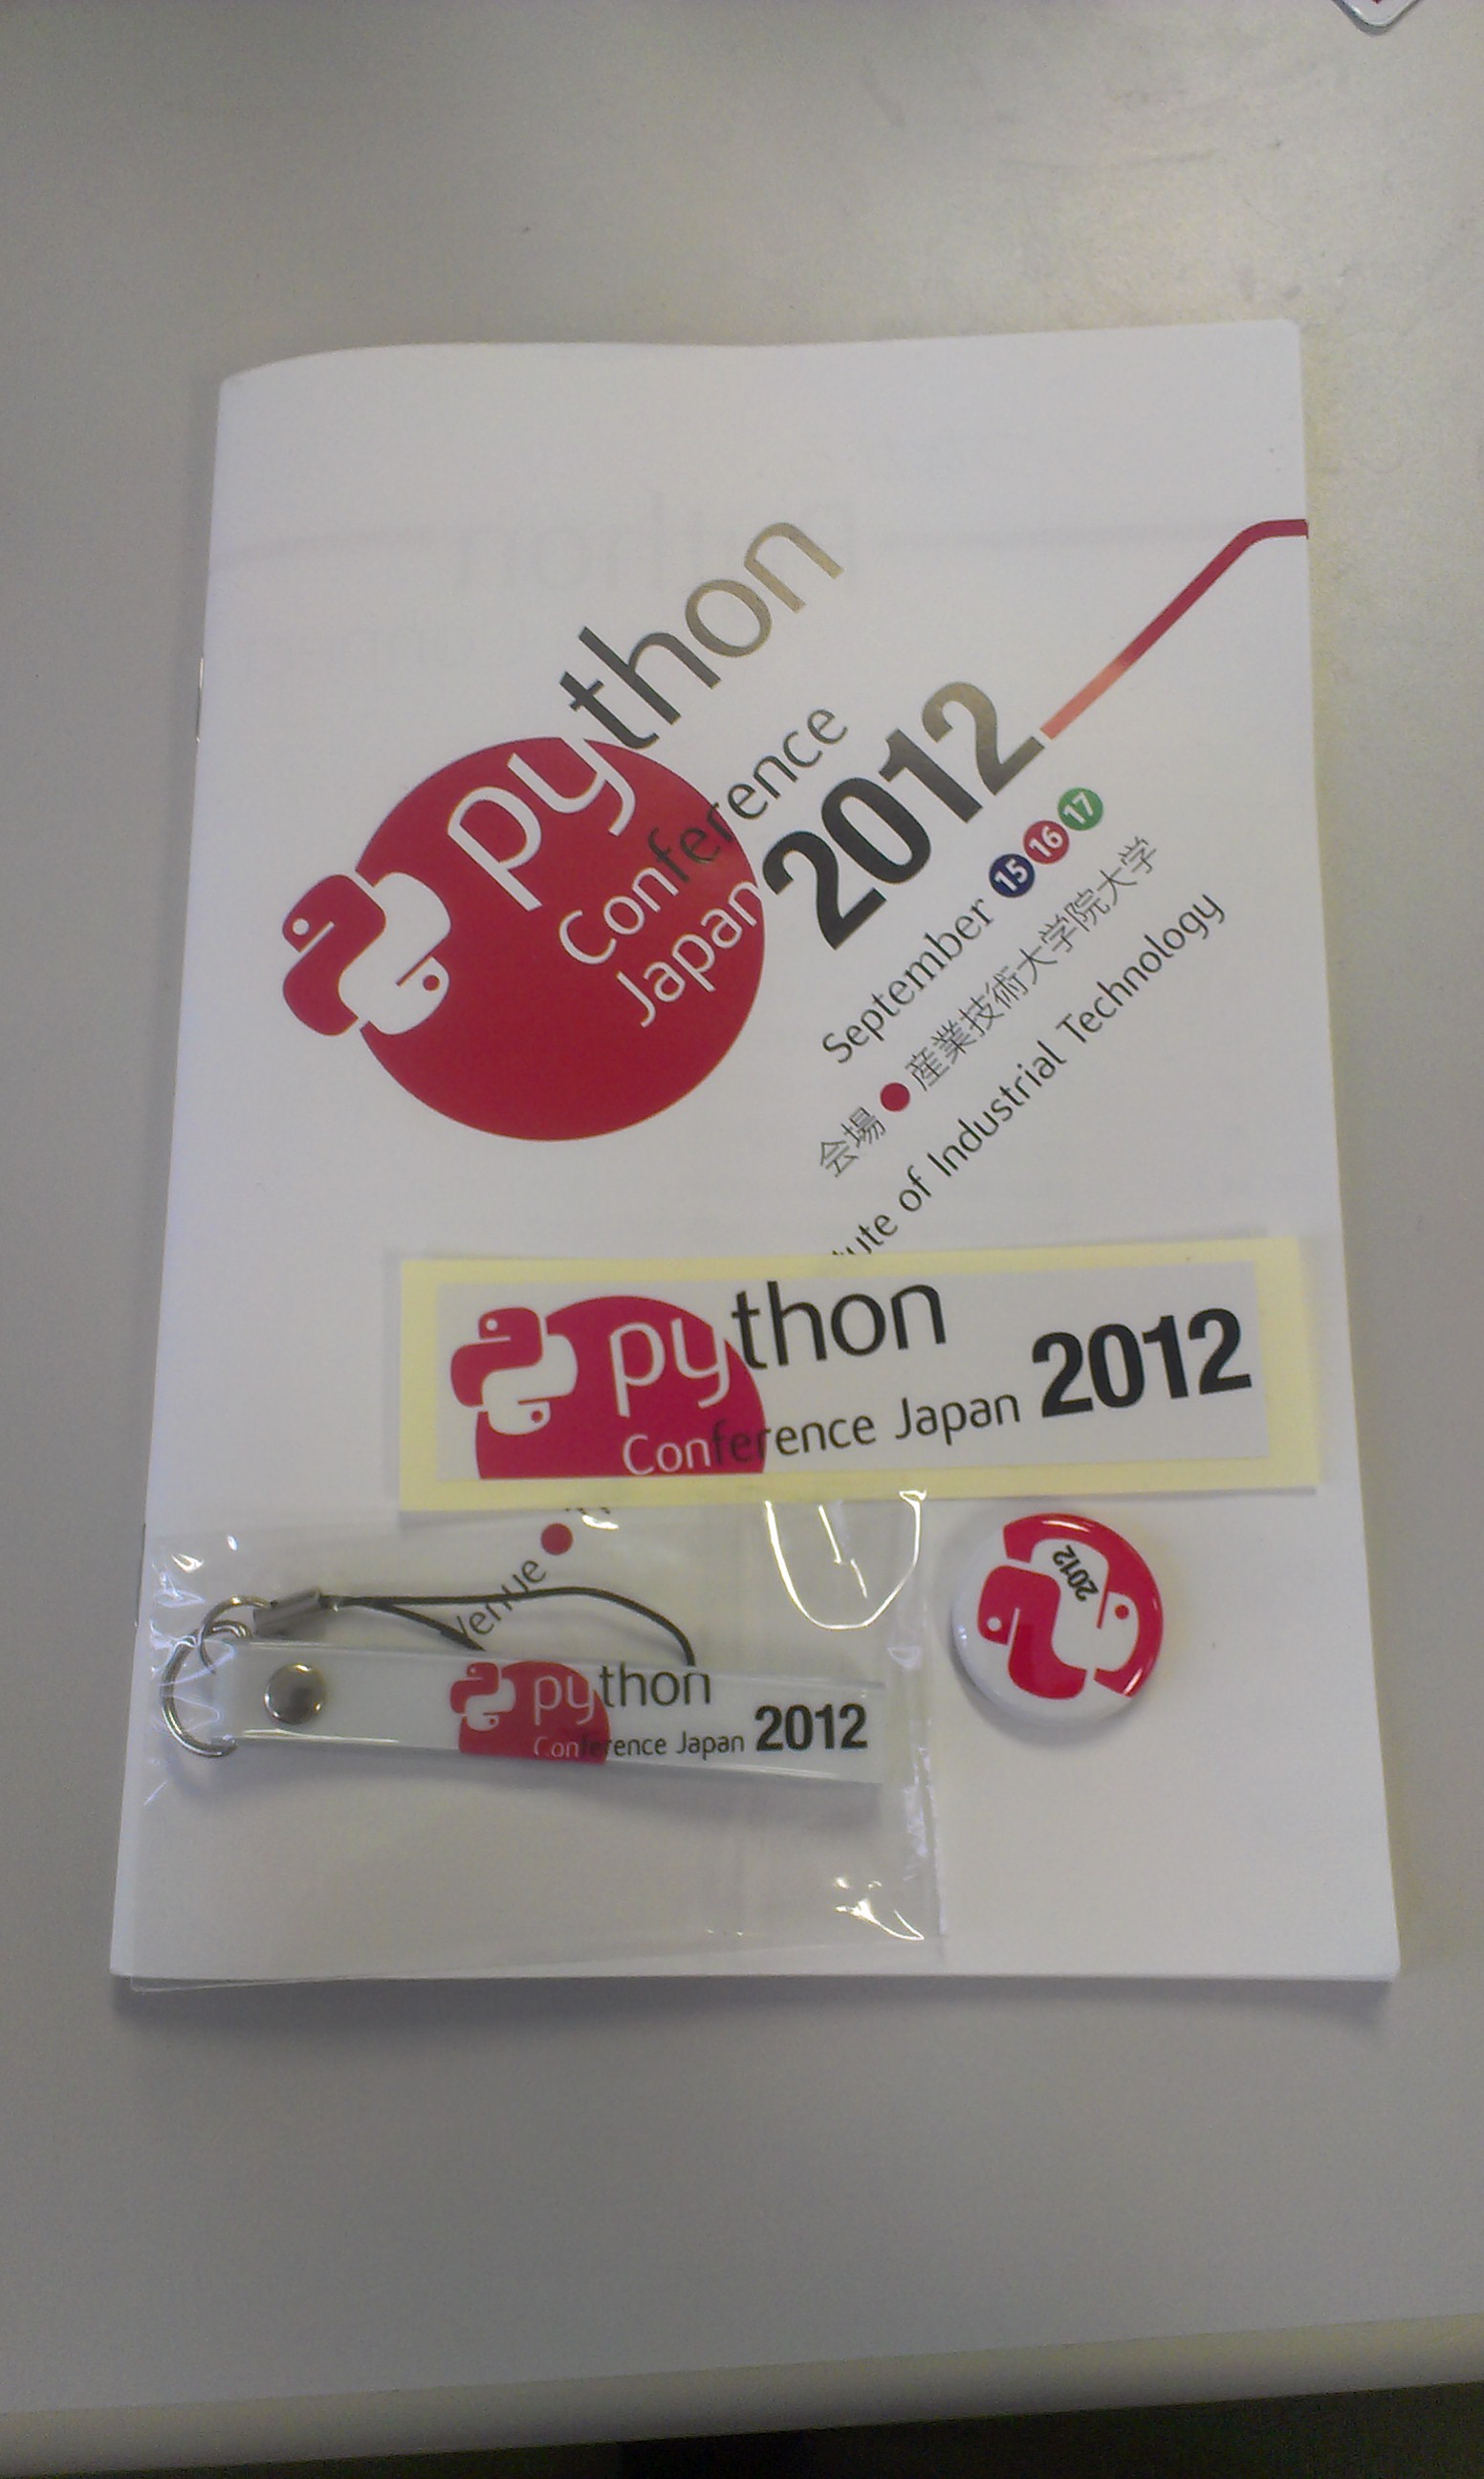 python
Conference
Japan
2012
September 15 16 17
会場 ● 産業技術大学院大学
of Industrial Technology
python
Conference Japan 2012
Venue ●
python
Conference Japan 2012
2012